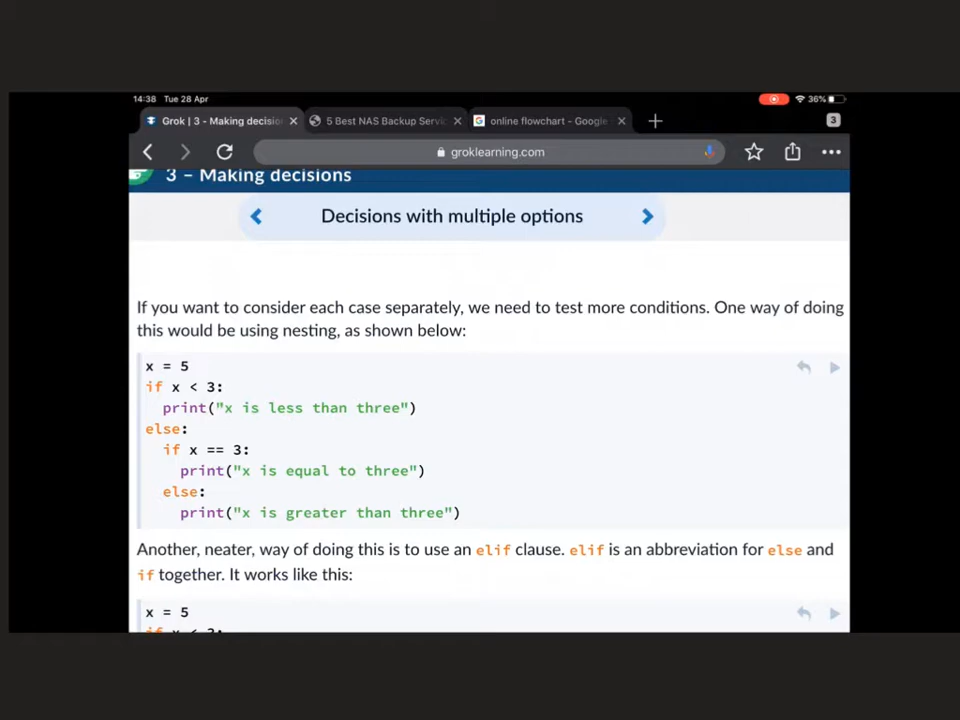 14:38 Tue 28 Apr 36%
Grok | 3 - Making decisio 5 Best NAS Backup Servi online flowchart - Google 3
groklearning.com
3 – Making decisions
Decisions with multiple options
If you want to consider each case separately, we need to test more conditions. One way of doing
this would be using nesting, as shown below:
x = 5
if x < 3:
print("x is less than three")
else:
if x == 3:
print("x is equal to three")
else:
print("x is greater than three")
Another, neater, way of doing this is to use an elif clause. elif is an abbreviation for else and
if together. It works like this:
x = 5
if x < 3: